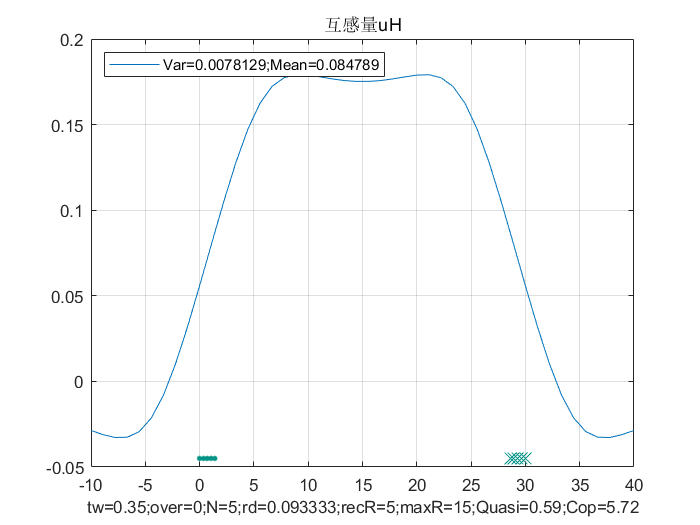 互感量uH
0.2
Var=0.0078129;Mean=0.084789
0.15
0.1
0.05
0
-0.05
-10 -5 0 5 10 15 20 25 30 35 40
tw=0.35;over=0;N=5;rd=0.093333;recR=5;maxR=15;Quasi=0.59;Cop=5.72